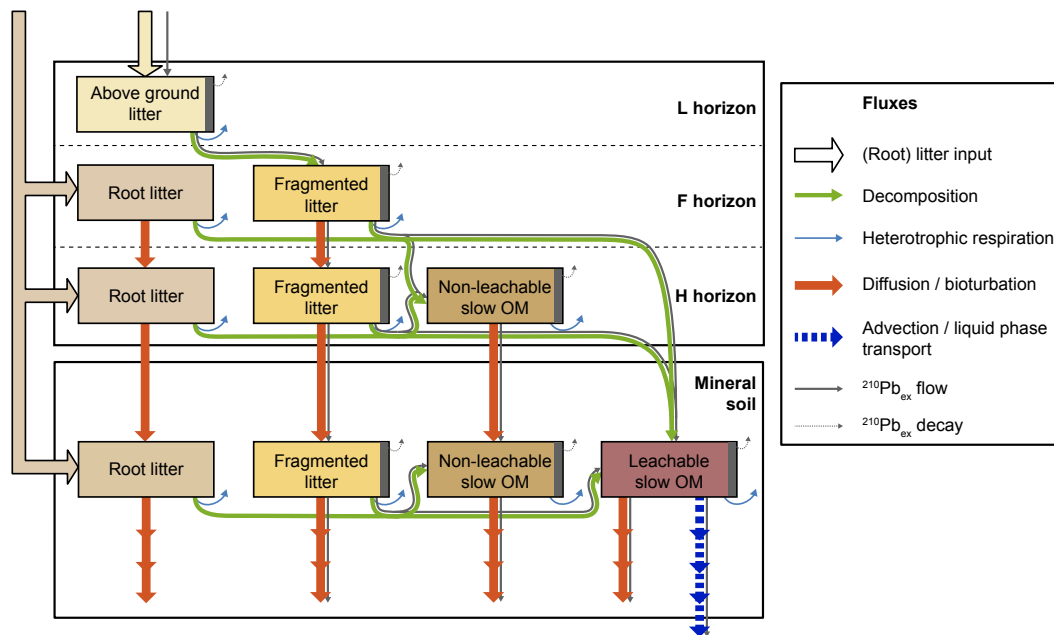 Above ground
litter
L horizon
Root litter
Fragmented
litter
F horizon
Root litter
Fragmented
litter
Non-leachable
slow OM
H horizon
Mineral
soil
Root litter
Fragmented
litter
Non-leachable
slow OM
Leachable
slow OM
Fluxes
(Root) litter input
Decomposition
Heterotrophic respiration
Diffusion / bioturbation
Advection / liquid phase
transport
²¹⁰Pbₑₓ flow
²¹⁰Pbₑₓ decay